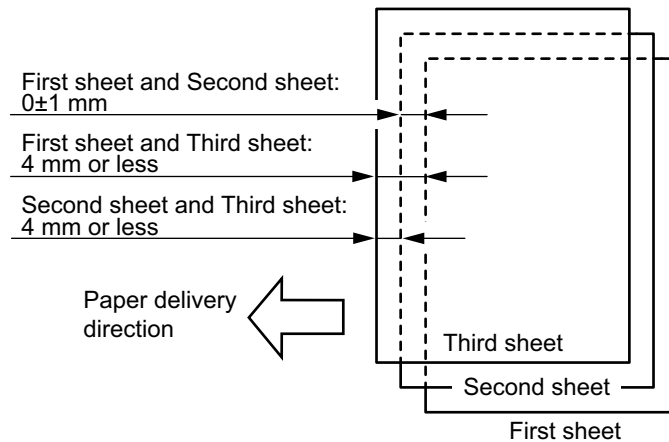 First sheet and Second sheet:
0±1 mm
First sheet and Third sheet:
4 mm or less
Second sheet and Third sheet:
4 mm or less
Paper delivery
direction
Third sheet
Second sheet
First sheet